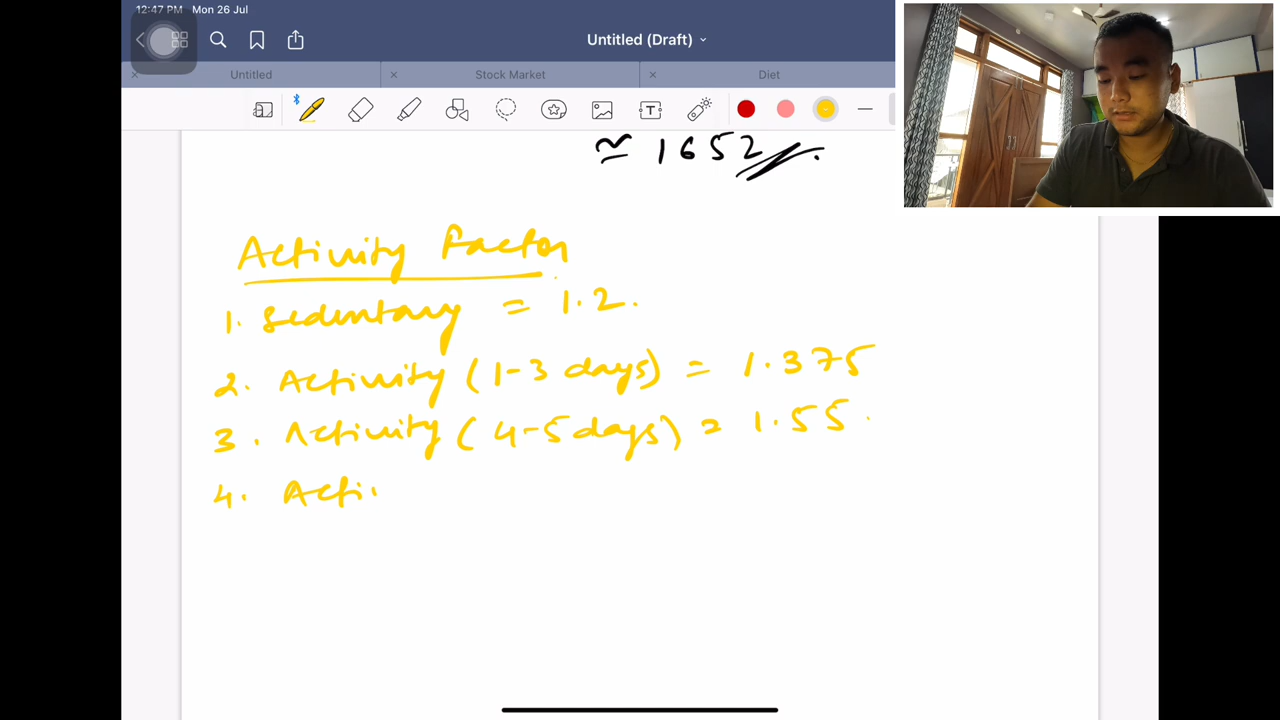 12:47 PM Mon 26 Jul
Untitled (Draft)
Untitled
Stock Market
Diet
≅ 1652
Activity Factor
1. Sedentary = 1.2.
2. Activity (1-3 days) = 1.375
3. Activity (4-5 days) = 1.55.
4. Acti